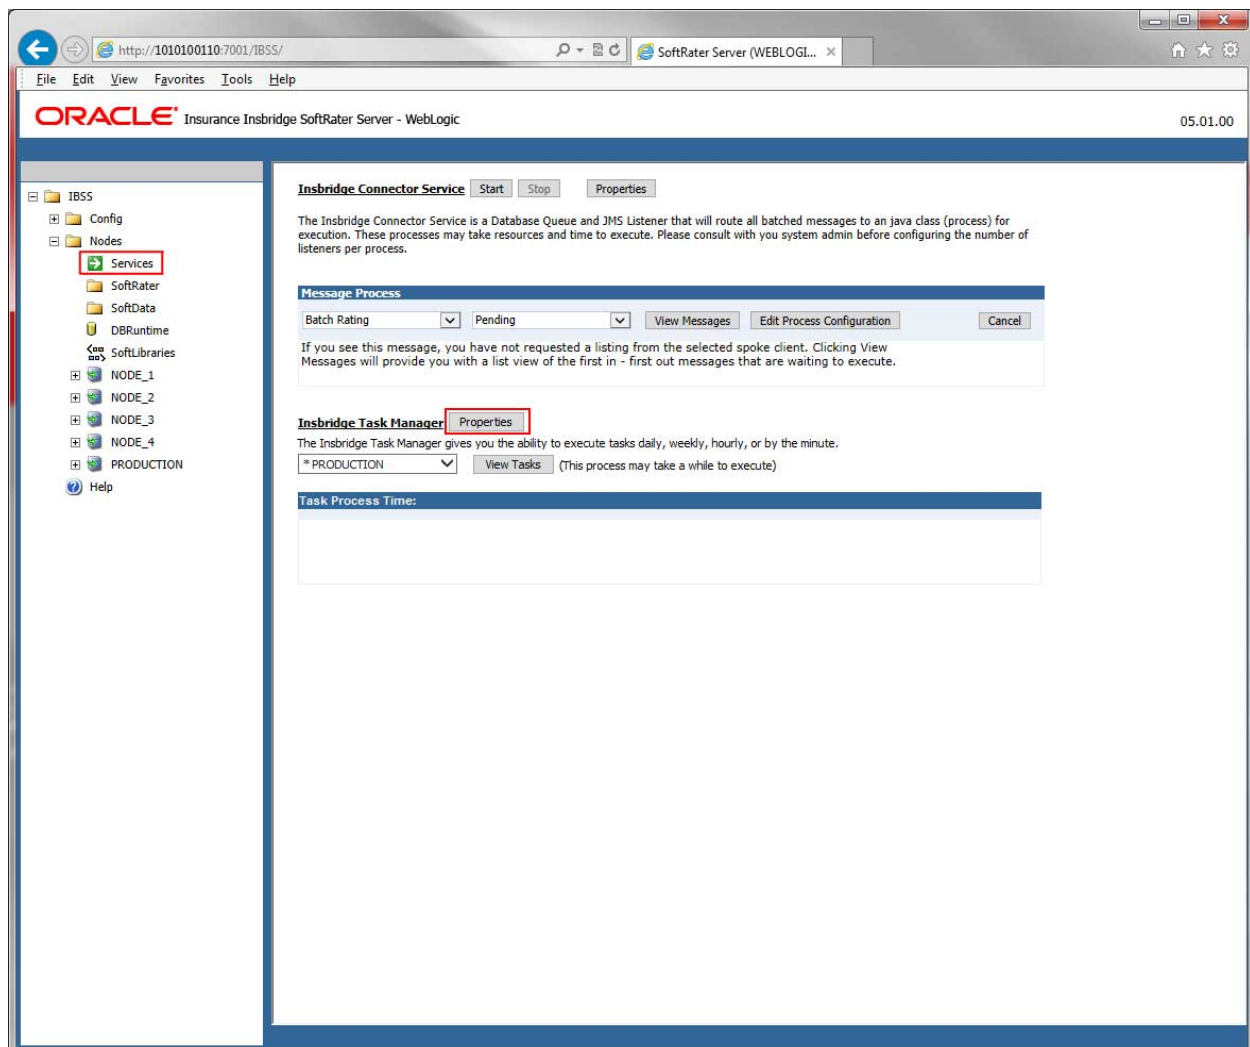 http://1010100110:7001/IBSS/
SoftRater Server (WEBLOGI...
File Edit View Favorites Tools Help
ORACLE Insurance Insbridge SoftRater Server - WebLogic
05.01.00
IBSS
Config
Nodes
Services
SoftRater
SoftData
DBRuntime
SoftLibraries
NODE_1
NODE_2
NODE_3
NODE_4
PRODUCTION
Help
Insbridge Connector Service Start Stop Properties
The Insbridge Connector Service is a Database Queue and JMS Listener that will route all batched messages to an java class (process) for
execution. These processes may take resources and time to execute. Please consult with you system admin before configuring the number of
listeners per process.
Message Process
Batch Rating Pending View Messages Edit Process Configuration Cancel
If you see this message, you have not requested a listing from the selected spoke client. Clicking View
Messages will provide you with a list view of the first in - first out messages that are waiting to execute.
Insbridge Task Manager Properties
The Insbridge Task Manager gives you the ability to execute tasks daily, weekly, hourly, or by the minute.
* PRODUCTION View Tasks (This process may take a while to execute)
Task Process Time: